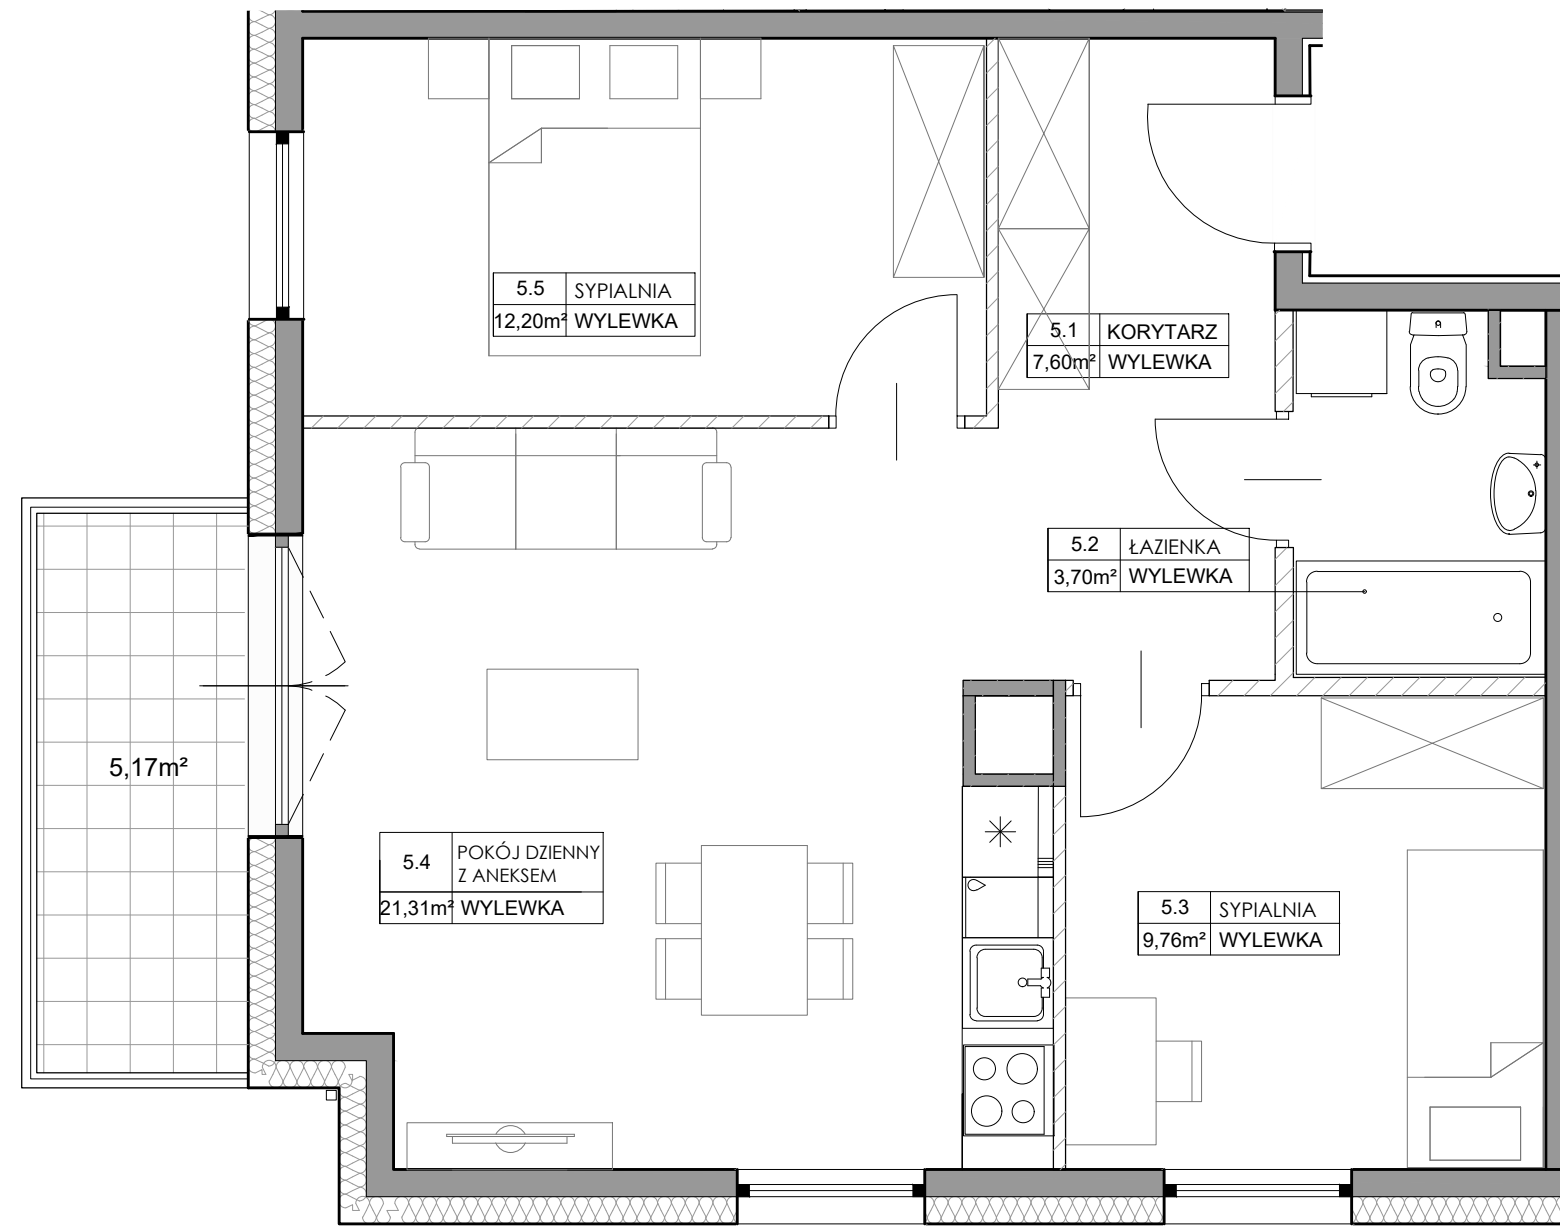 5.5 SYPIALNIA
12,20m² WYLEWKA
5.1 KORYTARZ
7,60m² WYLEWKA
5.2 ŁAZIENKA
3,70m² WYLEWKA
5,17m²
5.4 POKÓJ DZIENNY
Z ANEKSEM
21,31m² WYLEWKA
5.3 SYPIALNIA
9,76m² WYLEWKA